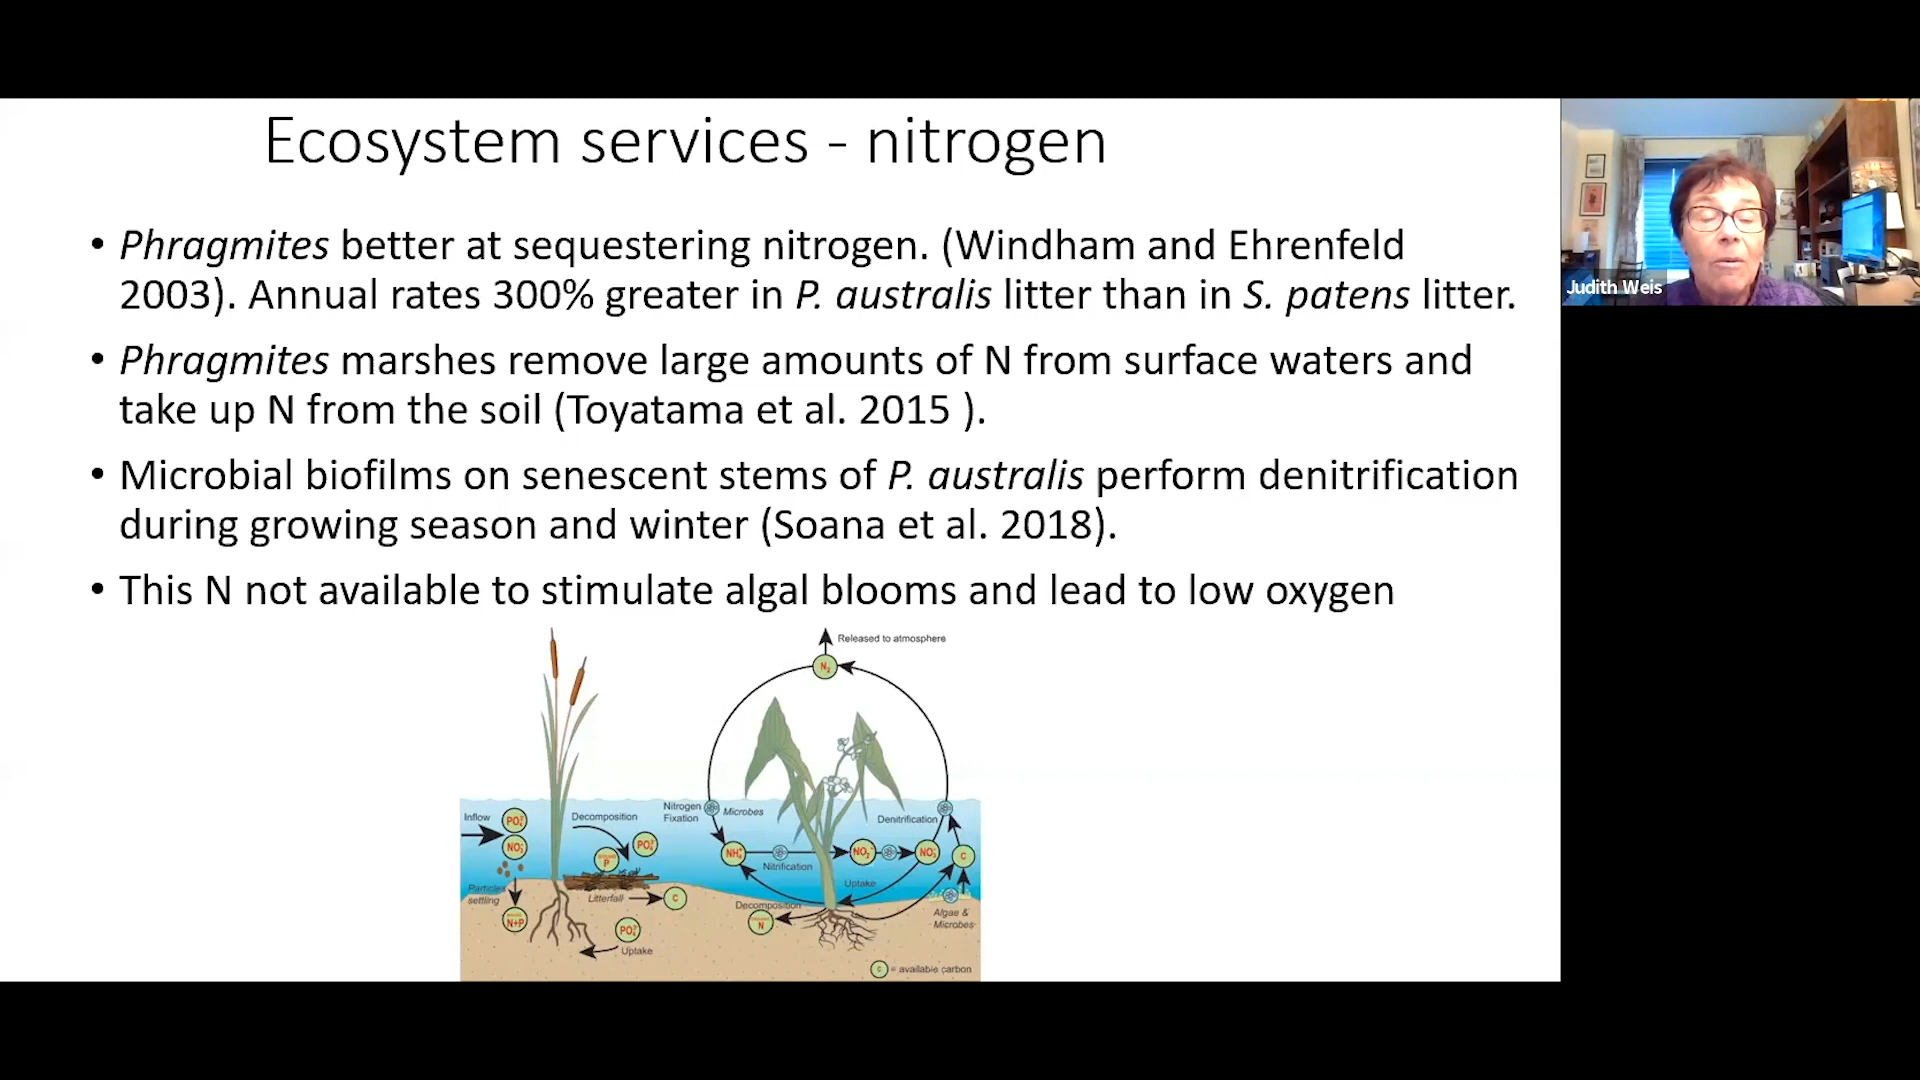 Ecosystem services - nitrogen
• Phragmites better at sequestering nitrogen. (Windham and Ehrenfeld
2003). Annual rates 300% greater in P. australis litter than in S. patens litter.
• Phragmites marshes remove large amounts of N from surface waters and
take up N from the soil (Toyatama et al. 2015 ).
• Microbial biofilms on senescent stems of P. australis perform denitrification
during growing season and winter (Soana et al. 2018).
• This N not available to stimulate algal blooms and lead to low oxygen
Judith Weis
Released to atmosphere
N₂
Inflow
PO₄
NO₃
Particle
settling
N+P
Decomposition
PO₄
P
Litterfall
C
PO₄
Uptake
Nitrogen
Fixation
Microbes
NH₄
Nitrification
NO₂
NO₃
Denitrification
C
Uptake
Decomposition
N
Algae &
Microbes
C = available carbon